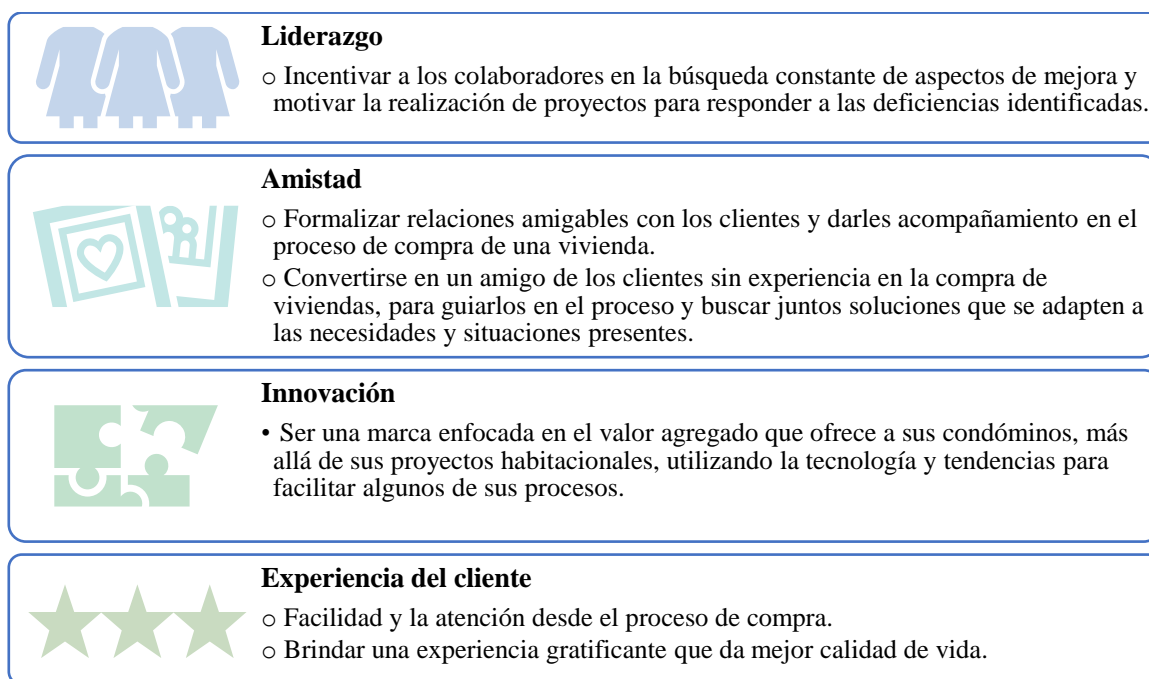 Liderazgo
o Incentivar a los colaboradores en la búsqueda constante de aspectos de mejora y
motivar la realización de proyectos para responder a las deficiencias identificadas.
Amistad
o Formalizar relaciones amigables con los clientes y darles acompañamiento en el
proceso de compra de una vivienda.
o Convertirse en un amigo de los clientes sin experiencia en la compra de
viviendas, para guiarlos en el proceso y buscar juntos soluciones que se adapten a
las necesidades y situaciones presentes.
Innovación
• Ser una marca enfocada en el valor agregado que ofrece a sus condóminos, más
allá de sus proyectos habitacionales, utilizando la tecnología y tendencias para
facilitar algunos de sus procesos.
Experiencia del cliente
o Facilidad y la atención desde el proceso de compra.
o Brindar una experiencia gratificante que da mejor calidad de vida.